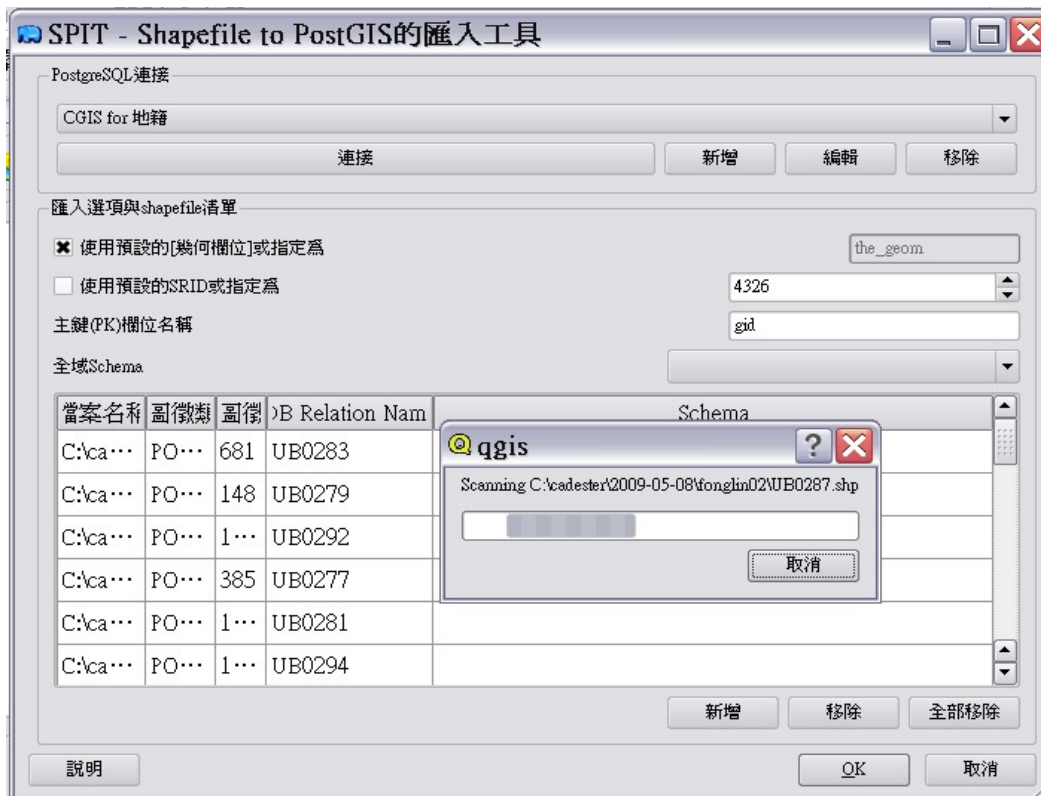 SPIT - Shapefile to PostGIS的匯入工具
PostgreSQL連接
CGIS for 地籍
連接 新增 編輯 移除
匯入選項與shapefile清單
使用預設的[幾何欄位]或指定為 the_geom
使用預設的SRID或指定為 4326
主鍵(PK)欄位名稱 gid
全域Schema
檔案名稱 圖徵類 圖徵 DB Relation Nam Schema
C:\ca… PO… 681 UB0283
C:\ca… PO… 148 UB0279
C:\ca… PO… 1… UB0292
C:\ca… PO… 385 UB0277
C:\ca… PO… 1… UB0281
C:\ca… PO… 1… UB0294
qgis
Scanning C:\cadester\2009-05-08\fonglin02\UB0287.shp
取消
新增 移除 全部移除
說明 OK 取消